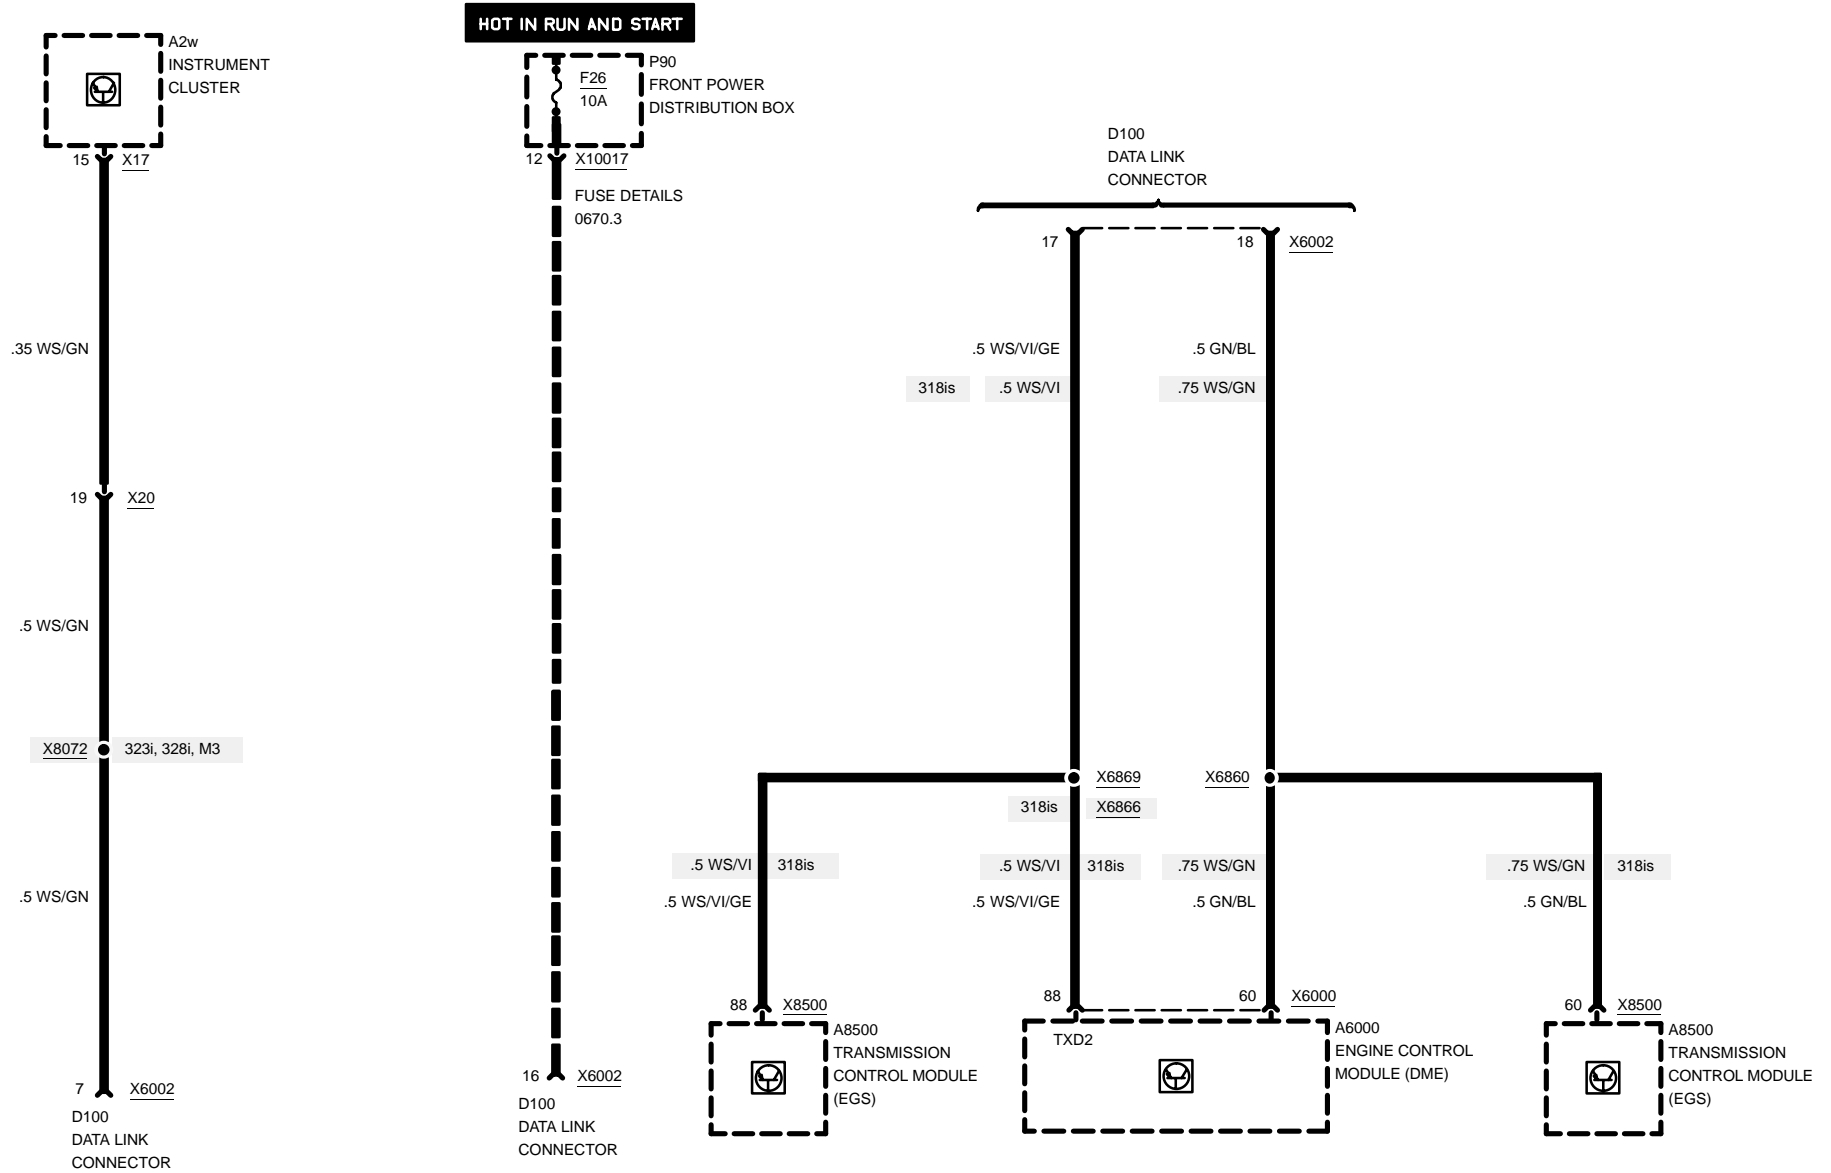 HOT IN RUN AND START
A2w
INSTRUMENT
CLUSTER
15
X17
.35 WS/GN
19
X20
.5 WS/GN
X8072
323i, 328i, M3
.5 WS/GN
7
X6002
D100
DATA LINK
CONNECTOR
F26
10A
P90
FRONT POWER
DISTRIBUTION BOX
12
X10017
FUSE DETAILS
0670.3
16
X6002
D100
DATA LINK
CONNECTOR
D100
DATA LINK
CONNECTOR
17
18
X6002
.5 WS/VI/GE
.5 GN/BL
318is
.5 WS/VI
.75 WS/GN
X6869
X6860
318is
X6866
.5 WS/VI
318is
.5 WS/VI
318is
.75 WS/GN
.75 WS/GN
318is
.5 WS/VI/GE
.5 WS/VI/GE
.5 GN/BL
.5 GN/BL
88
X8500
A8500
TRANSMISSION
CONTROL MODULE
(EGS)
88
60
X6000
TXD2
A6000
ENGINE CONTROL
MODULE (DME)
60
X8500
A8500
TRANSMISSION
CONTROL MODULE
(EGS)